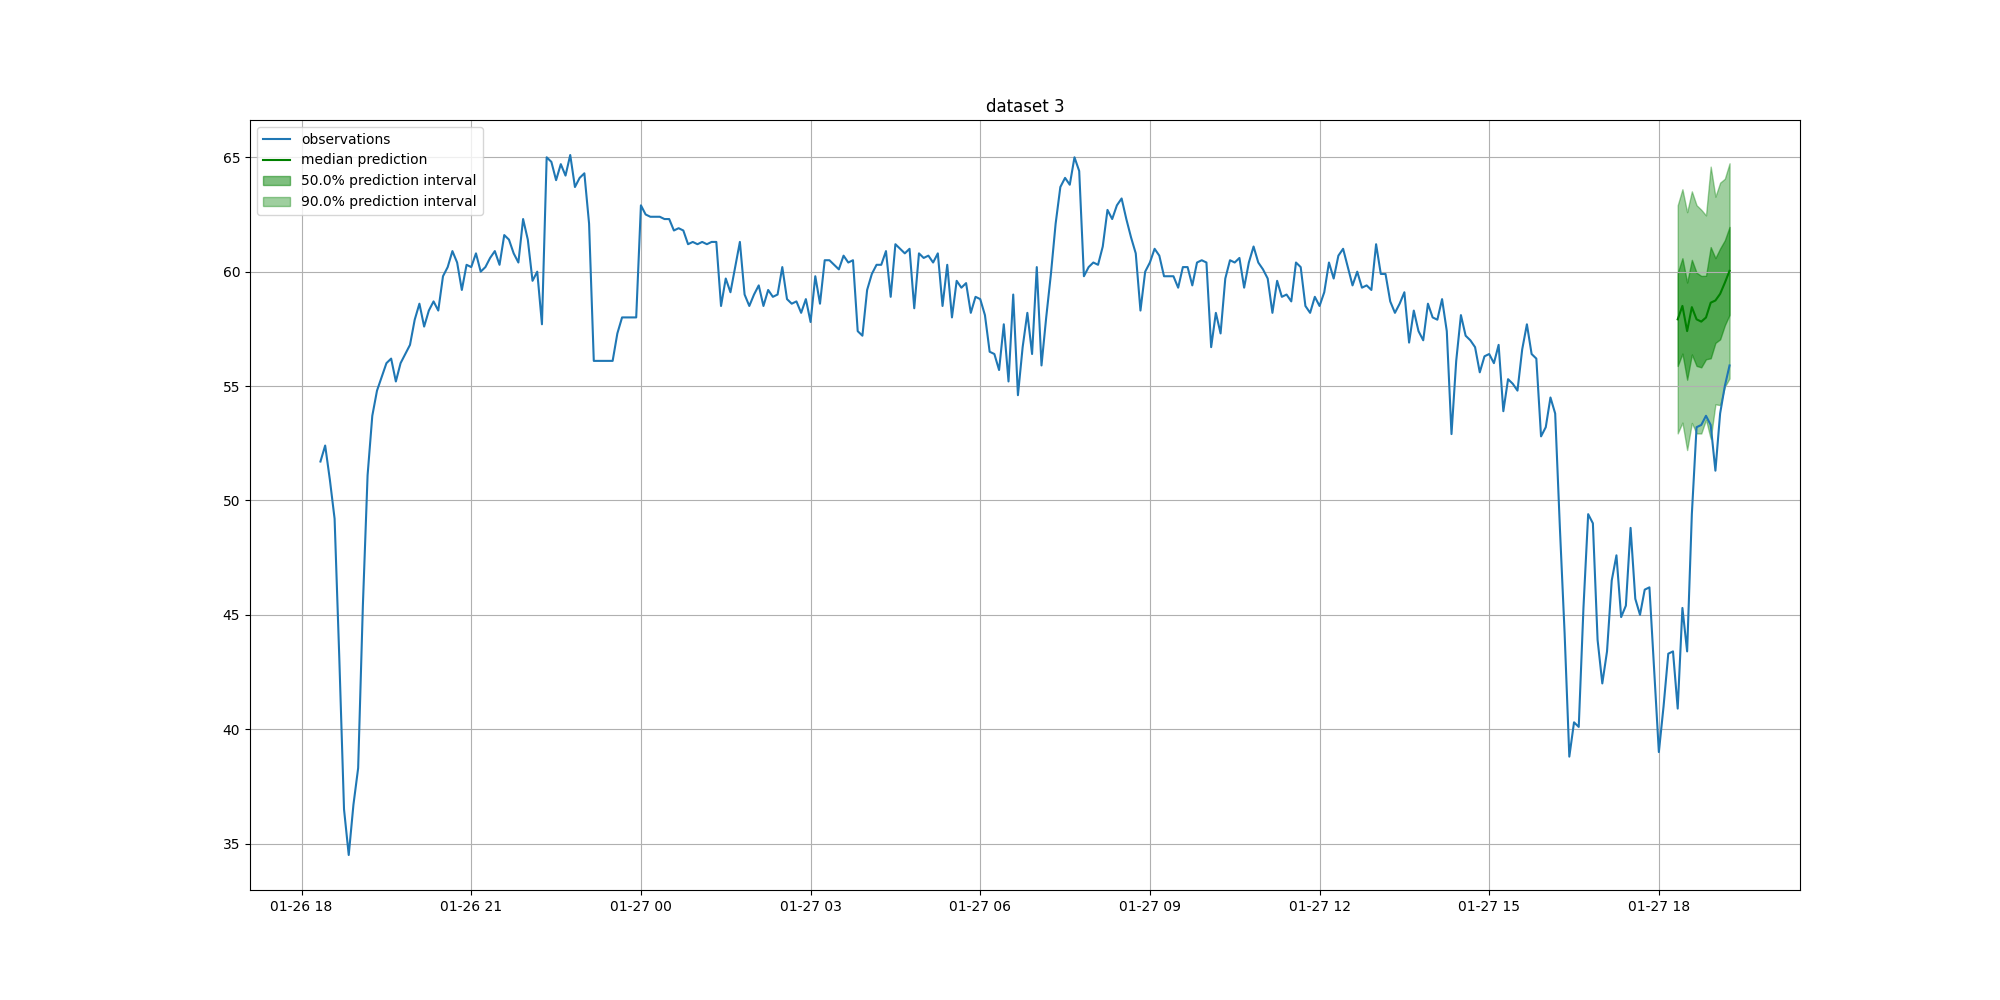 dataset 3
observations
median prediction
50.0% prediction interval
90.0% prediction interval
65
60
55
50
45
40
35
01-26 18 01-26 21 01-27 00 01-27 03 01-27 06 01-27 09 01-27 12 01-27 15 01-27 18